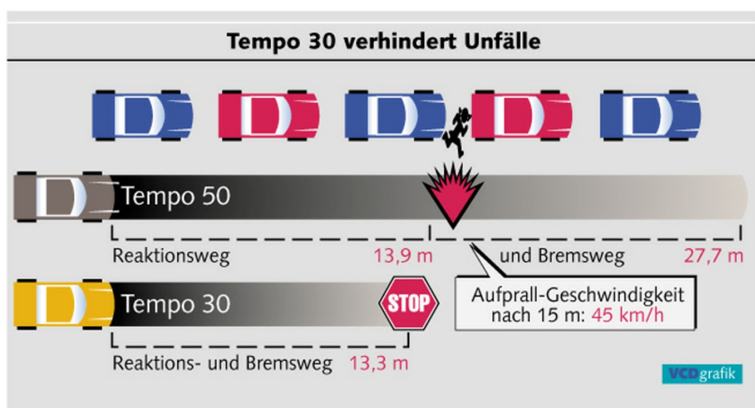 Tempo 30 verhindert Unfälle
Tempo 50
Reaktionsweg 13,9 m und Bremsweg 27,7 m
Tempo 30
STOP
Aufprall-Geschwindigkeit
nach 15 m: 45 km/h
Reaktions- und Bremsweg 13,3 m
VCDgrafik